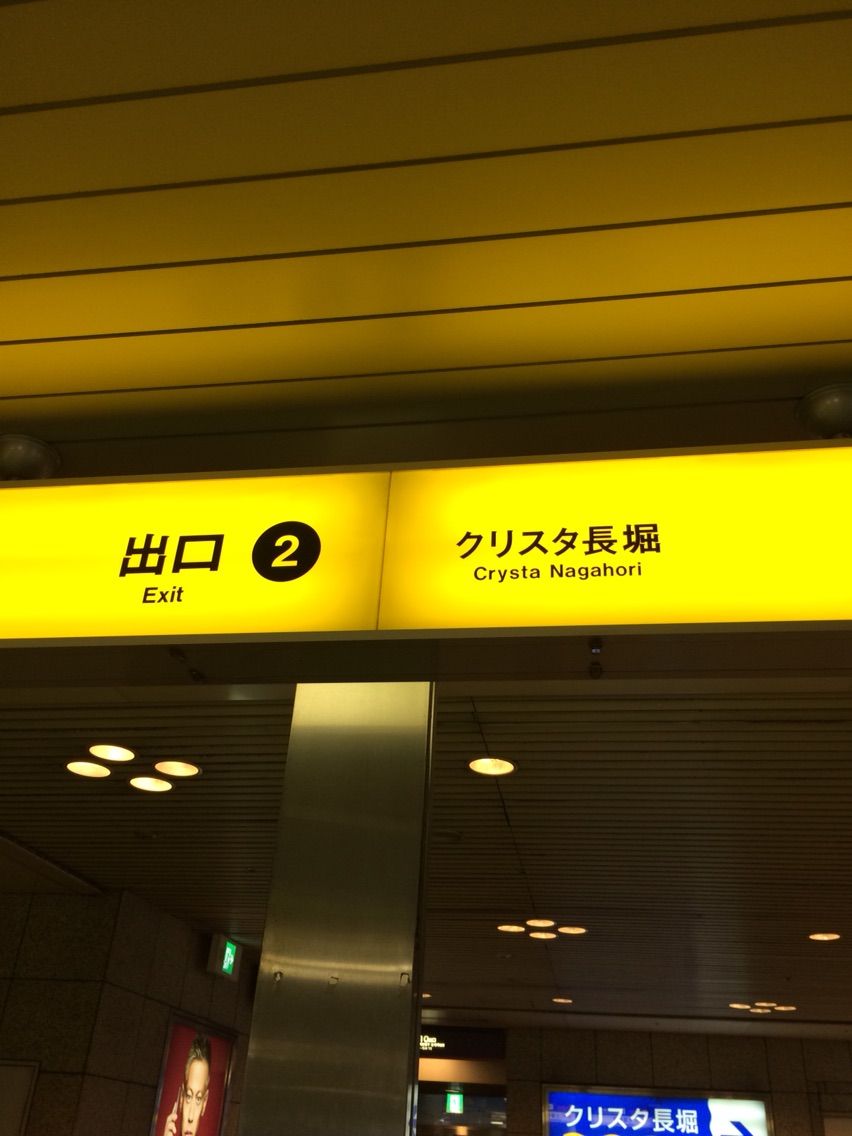 出口 2
Exit
クリスタ長堀
Crysta Nagahori
クリスタ長堀